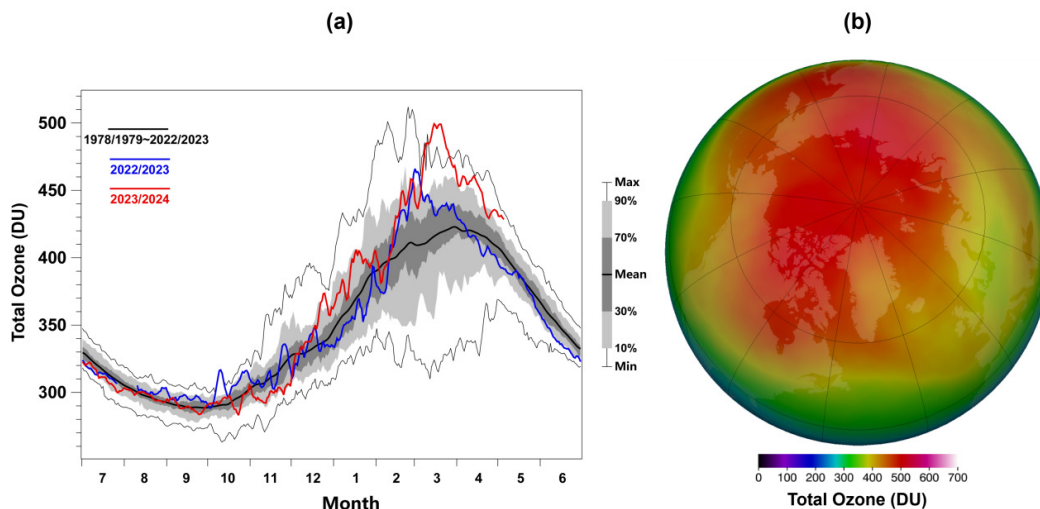 (a)
500
450
400
350
300
Total Ozone (DU)
1978/1979~2022/2023
2022/2023
2023/2024
7 8 9 10 11 12 1 2 3 4 5 6
Month
Max
90%
70%
Mean
30%
10%
Min
(b)
0 100 200 300 400 500 600 700
Total Ozone (DU)